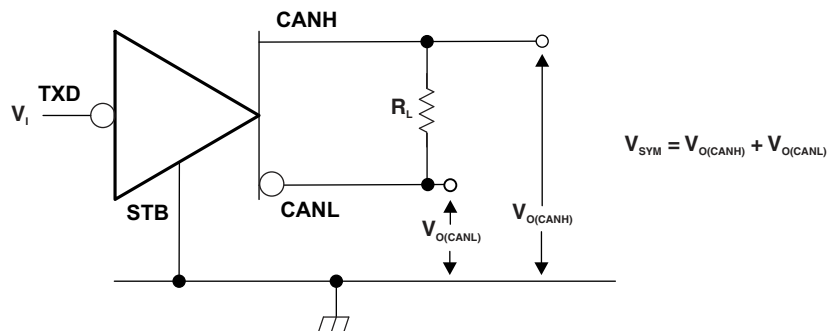 CANH
TXD
V_I
R_L
V_SYM = V_O(CANH) + V_O(CANL)
STB
CANL
V_O(CANL)
V_O(CANH)